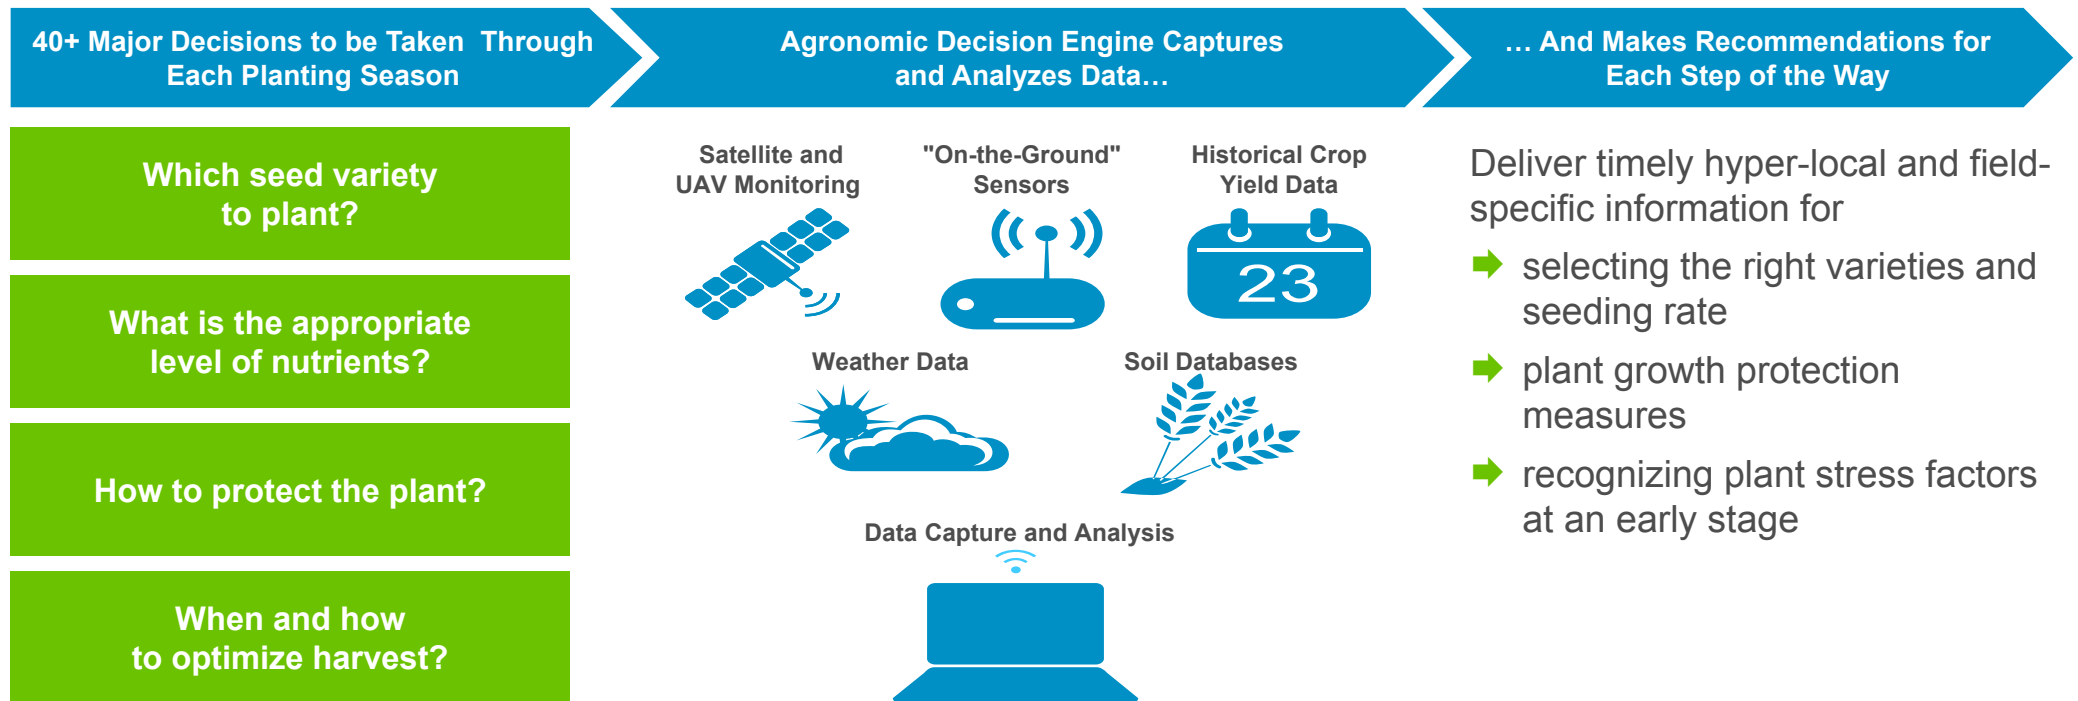 40+ Major Decisions to be Taken Through
Each Planting Season
Agronomic Decision Engine Captures
and Analyzes Data…
… And Makes Recommendations for
Each Step of the Way
Which seed variety
to plant?
What is the appropriate
level of nutrients?
How to protect the plant?
When and how
to optimize harvest?
Satellite and
UAV Monitoring
"On-the-Ground"
Sensors
Historical Crop
Yield Data
23
Weather Data
Soil Databases
Data Capture and Analysis
Deliver timely hyper-local and field-
specific information for
selecting the right varieties and
seeding rate
plant growth protection
measures
recognizing plant stress factors
at an early stage